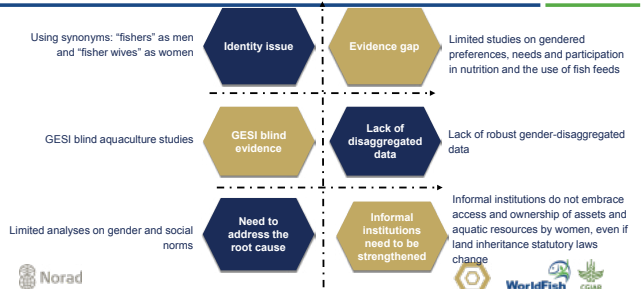 Using synonyms: “fishers” as men
and “fisher wives” as women
Identity issue
Evidence gap
Limited studies on gendered
preferences, needs and participation
in nutrition and the use of fish feeds
GESI blind aquaculture studies
GESI blind
evidence
Lack of
disaggregated
data
Lack of robust gender-disaggregated
data
Limited analyses on gender and social
norms
Need to
address the
root cause
Informal
institutions
need to be
strengthened
Informal institutions do not embrace
access and ownership of assets and
aquatic resources by women, even if
land inheritance statutory laws
change
Norad
WorldFish
CGIAR